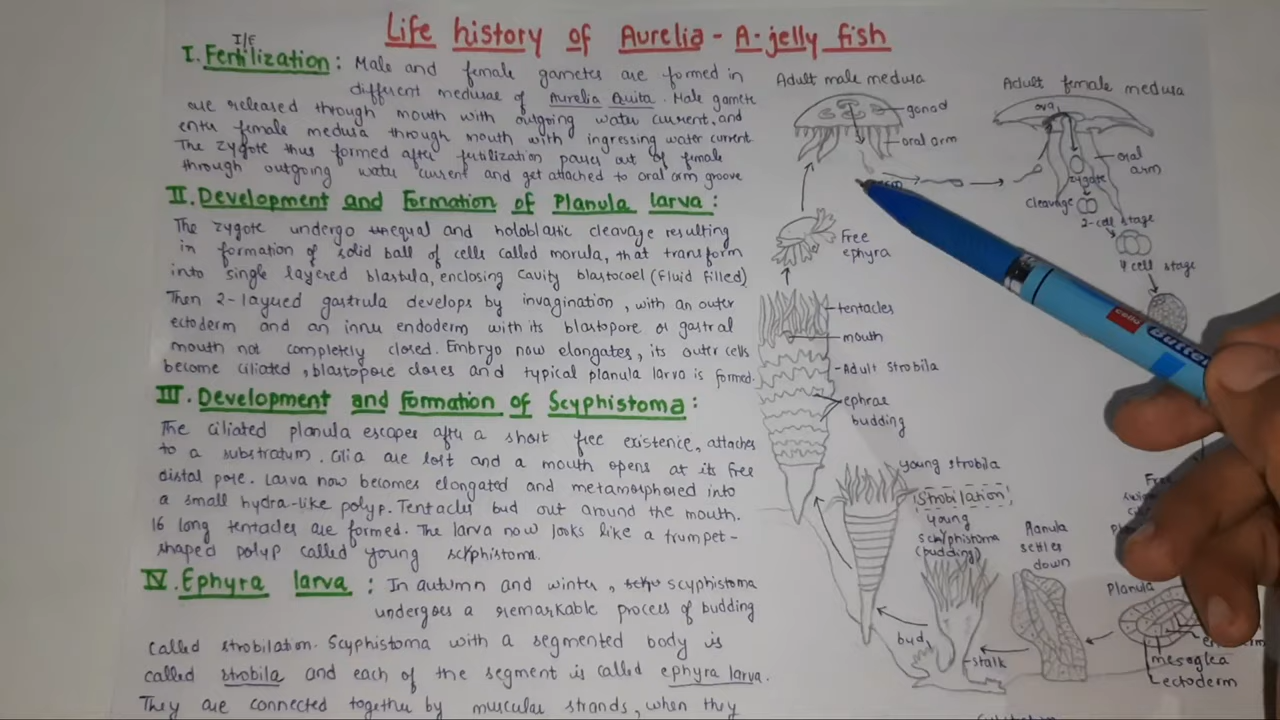 Life history of Aurelia - A-jelly fish
I/E
I. Fertilization: Male and female gametes are formed in
different medusae of Aurelia Auita. Male gamete
are released through mouth with outgoing water current, and
enter female medusa through mouth with ingressing water current.
The zygote thus formed after fertilization passes out of female
through outgoing water current and get attached to oral arm groove
II. Development and Formation of Planula larva:
The zygote undergo unequal and holoblastic cleavage resulting
in formation of solid ball of cells called morula, that transform
into single layered blastula, enclosing cavity blastocoel (Fluid filled)
Then 2-layered gastrula develops by invagination, with an outer
ectoderm and an inner endoderm with its blastopore or gastral
mouth not completely closed. Embryo now elongates, its outer cells
become ciliated, blastopore closes and typical planula larva is formed.
III. Development and Formation of Scyphistoma:
The ciliated planula escapes after a short free existence, attaches
to a substratum. Cilia are lost and a mouth opens at its free
distal pore. Larva now becomes elongated and metamorphosed into
a small hydra-like polyp. Tentacles bud out around the mouth.
16 long tentacles are formed. The larva now looks like a trumpet-
shaped polyp called young scyphistoma.
IV. Ephyra larva: In autumn and winter, scyphistoma
undergoes a remarkable process of budding
called strobilation. Scyphistoma with a segmented body is
called strobila and each of the segment is called ephyra larva.
They are connected together by muscular strands, when they
Adult male medusa
gonad
oral arm
Adult female medusa
ova
oral
arm
zygote
cleavage
2-cell stage
4 cell stage
Free
ephyra
tentacles
mouth
Adult strobila
ephrae
budding
young strobila
Strobilation
young
scyphistoma
(budding)
bud
stalk
Planula
settles
down
Free
Planula
mesoglea
ectoderm